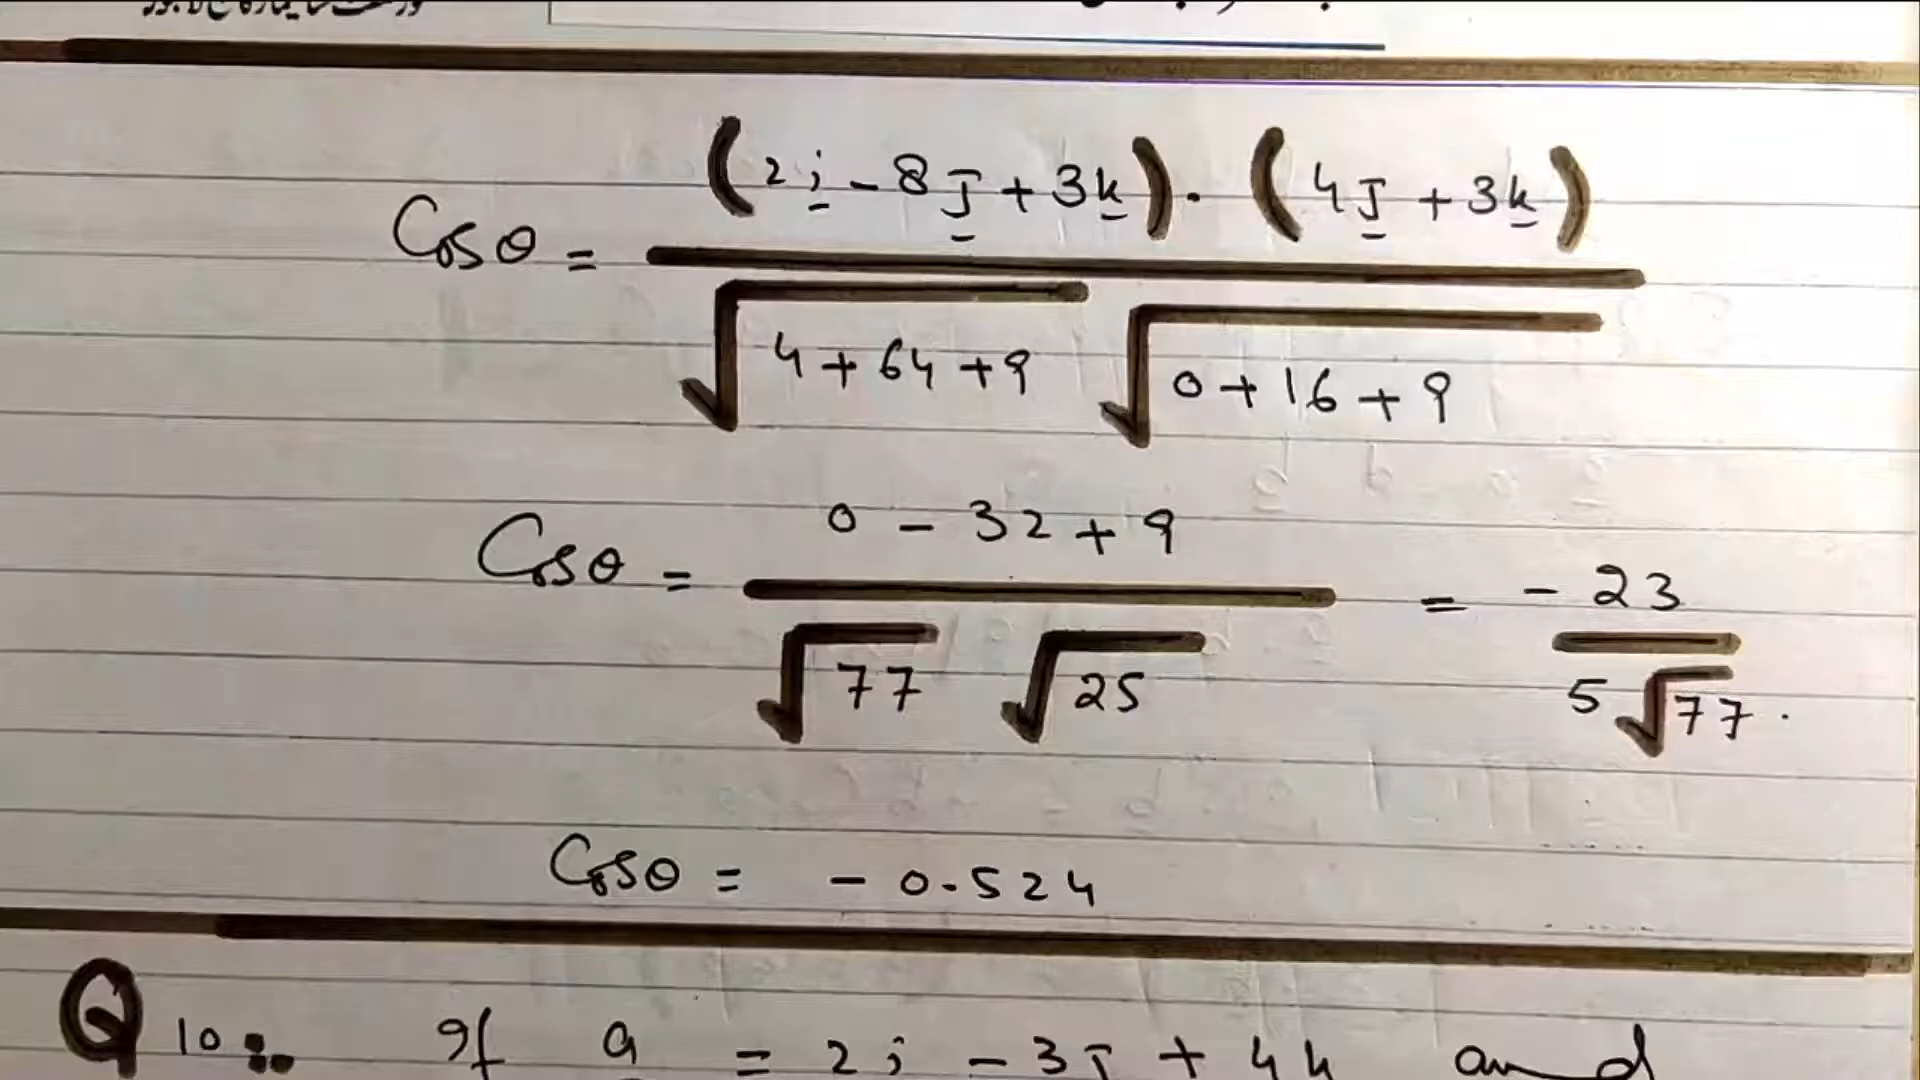 (2i - 8j + 3k) . (4j + 3k)
Cosθ =
√4 + 64 + 9 √0 + 16 + 9
0 - 32 + 9
Cosθ = = - 23
√77 √25 5√77 .
Cosθ = - 0.524
Q 10 : If a = 2i - 3j + 4k and